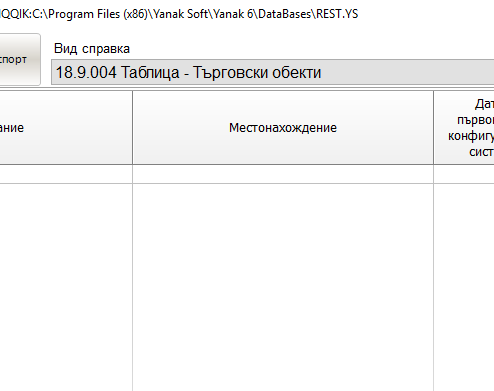 QQIK:C:\Program Files (x86)\Yanak Soft\Yanak 6\DataBases\REST.YS
Вид справка
спорт
18.9.004 Таблица - Търговски обекти
ание
Местонахождение
Дат
първо
конфигу
сист